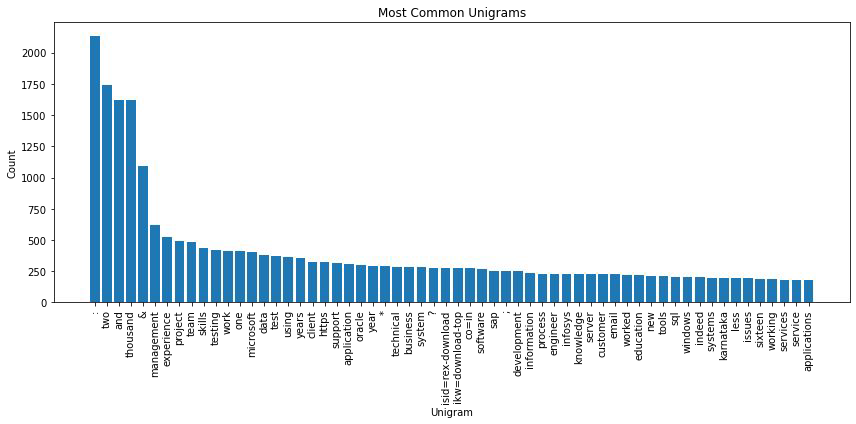 Most Common Unigrams
Count
2000
1750
1500
1250
1000
750
500
250
0
:
two
and
thousand
&
management
experience
project
team
skills
testing
work
one
microsoft
data
test
using
years
client
https
support
application
oracle
year
*
technical
business
system
?
isid=rex-download
ikw=download-top
co=in
software
sap
;
development
information
process
engineer
infosys
knowledge
server
customer
email
worked
education
new
tools
sql
windows
indeed
systems
karnataka
less
issues
sixteen
working
services
service
applications
Unigram